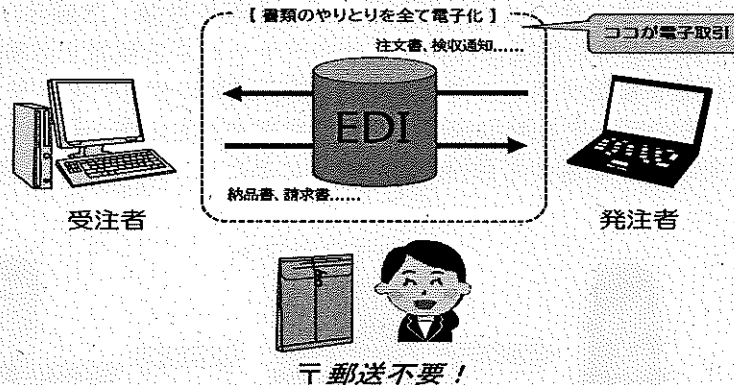 【 書類のやりとりを全て電子化 】
ココが電子取引
注文書、検収通知……
EDI
納品書、請求書……
受注者
発注者
〒郵送不要！